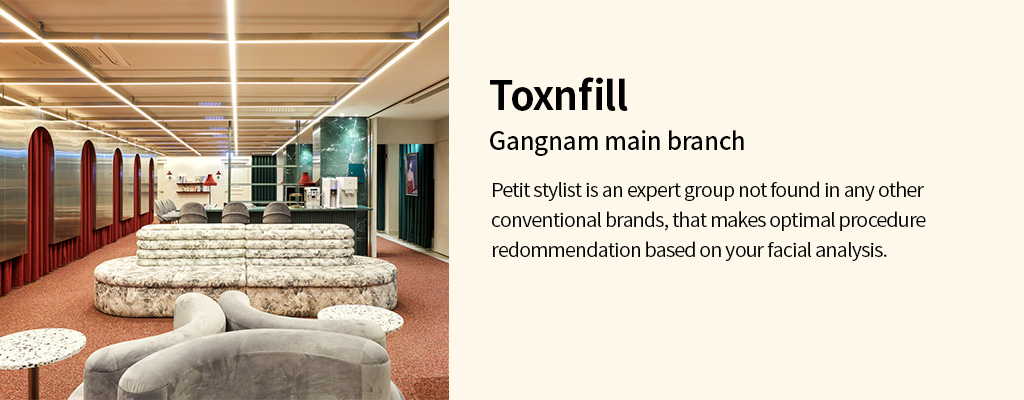 Toxnfill
Gangnam main branch
Petit stylist is an expert group not found in any other
conventional brands, that makes optimal procedure
redommendation based on your facial analysis.